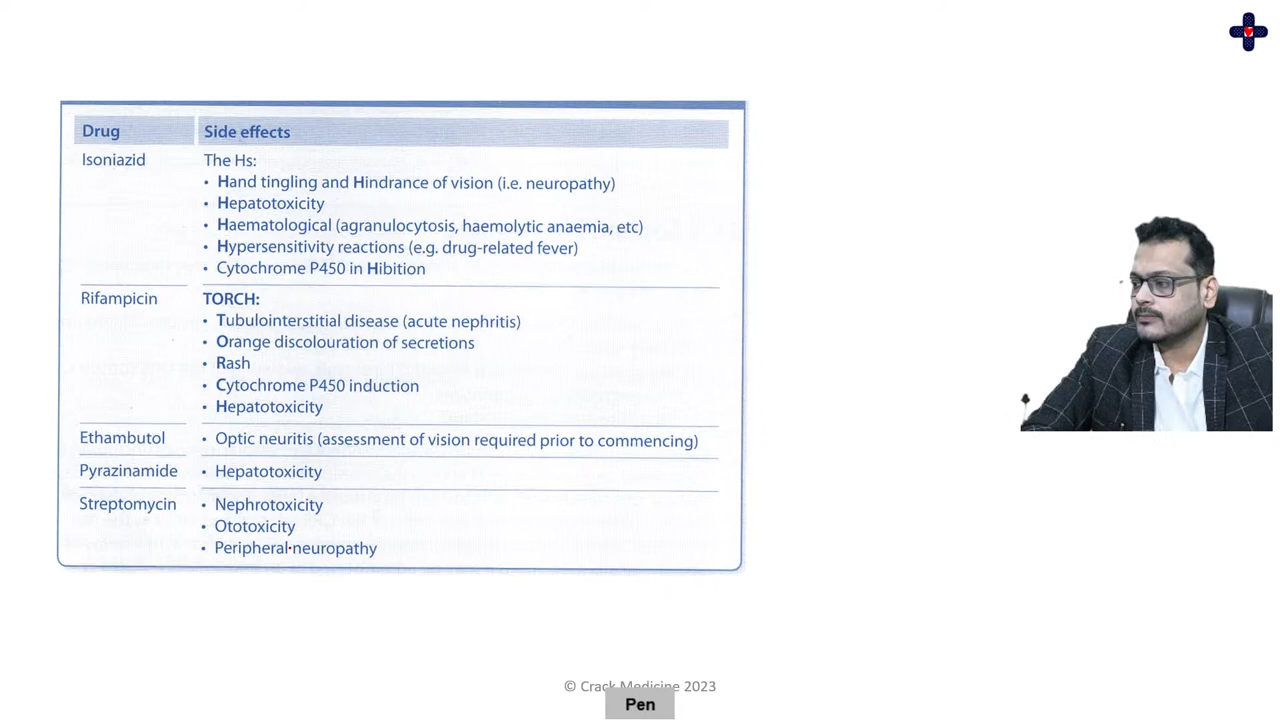 Drug Side effects
Isoniazid The Hs:
• Hand tingling and Hindrance of vision (i.e. neuropathy)
• Hepatotoxicity
• Haematological (agranulocytosis, haemolytic anaemia, etc)
• Hypersensitivity reactions (e.g. drug-related fever)
• Cytochrome P450 in Hibition
Rifampicin TORCH:
• Tubulointerstitial disease (acute nephritis)
• Orange discolouration of secretions
• Rash
• Cytochrome P450 induction
• Hepatotoxicity
Ethambutol • Optic neuritis (assessment of vision required prior to commencing)
Pyrazinamide • Hepatotoxicity
Streptomycin • Nephrotoxicity
• Ototoxicity
• Peripheral neuropathy
© Crack Medicine 2023
Pen